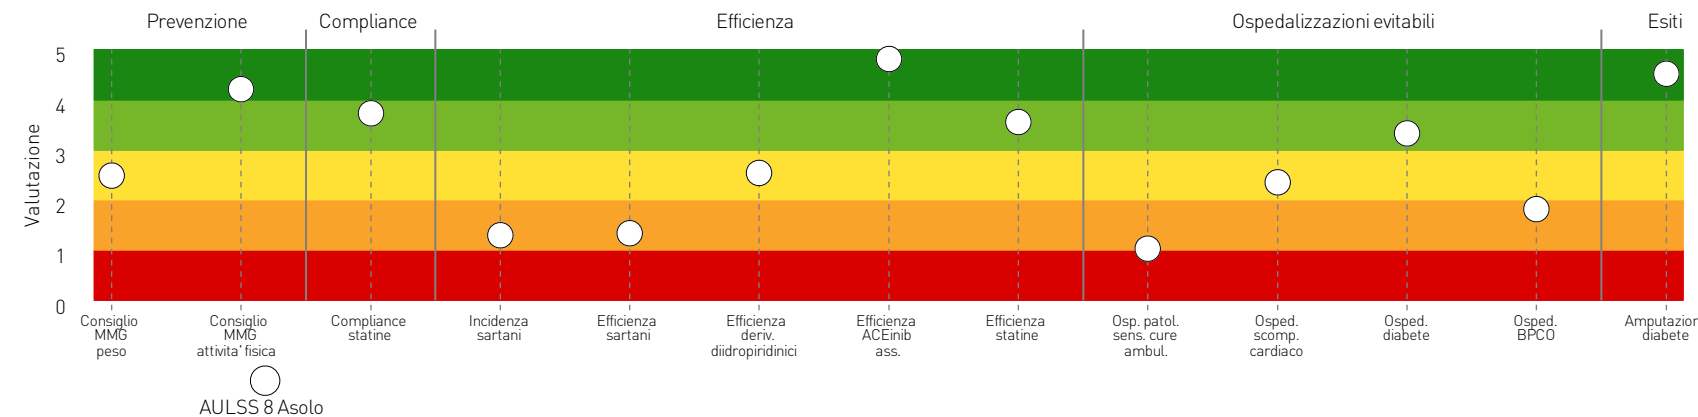 Prevenzione
Compliance
Efficienza
Ospedalizzazioni evitabili
Esiti
Valutazione
5
4
3
2
1
0
Consiglio
MMG
peso
Consiglio
MMG
attivita' fisica
Compliance
statine
Incidenza
sartani
Efficienza
sartani
Efficienza
deriv.
diidropiridinici
Efficienza
ACEinib
ass.
Efficienza
statine
Osp. patol.
sens. cure
ambul.
Osped.
scomp.
cardiaco
Osped.
diabete
Osped.
BPCO
Amputazior
diabete
AULSS 8 Asolo